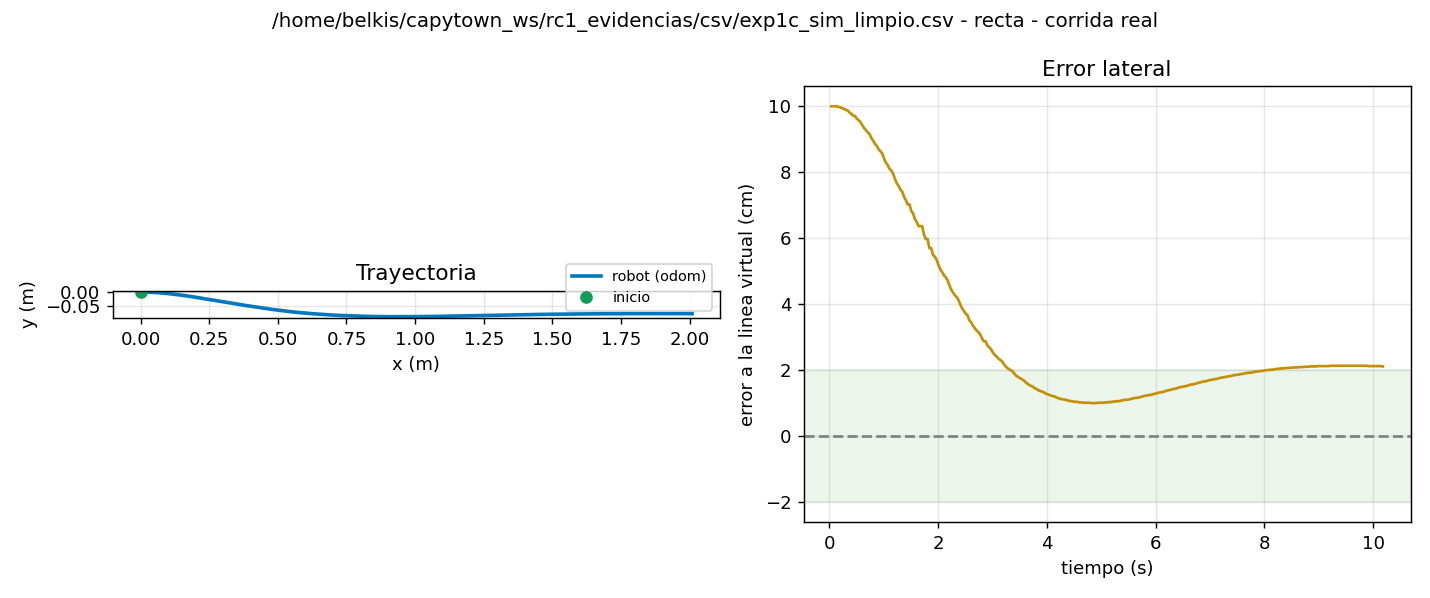 /home/belkis/capytown_ws/rc1_evidencias/csv/exp1c_sim_limpio.csv - recta - corrida real
Trayectoria
robot (odom)
inicio
y (m)
0.00
−0.05
0.00 0.25 0.50 0.75 1.00 1.25 1.50 1.75 2.00
x (m)
Error lateral
error a la linea virtual (cm)
10
8
6
4
2
0
−2
0 2 4 6 8 10
tiempo (s)